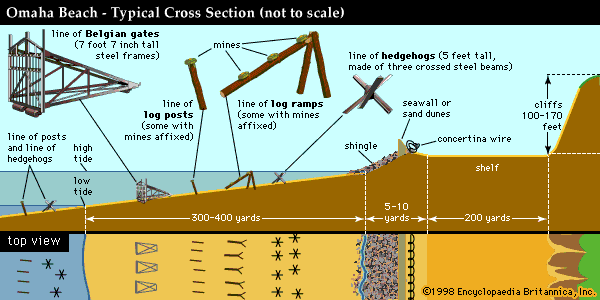 Omaha Beach - Typical Cross Section (not to scale)
line of Belgian gates
(7 foot 7 inch tall
steel frames)
mines
line of hedgehogs (5 feet tall,
made of three crossed steel beams)
line of
log posts
(some with
mines affixed)
line of log ramps
(some with mines
affixed)
seawall or
sand dunes
cliffs
100-170
feet
line of posts
and line of
hedgehogs
high
tide
low
tide
shingle
concertina wire
shelf
300-400 yards
5-10
yards
200 yards
top view
©1998 Encyclopaedia Britannica, Inc.